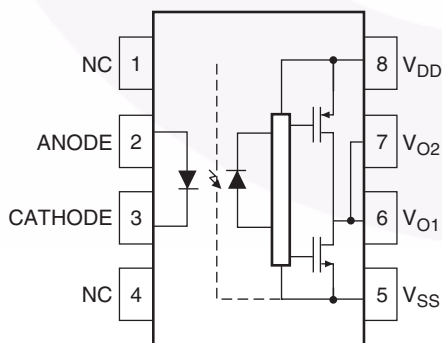 NC 1
ANODE 2
CATHODE 3
NC 4
8 VDD
7 VO2
6 VO1
5 VSS